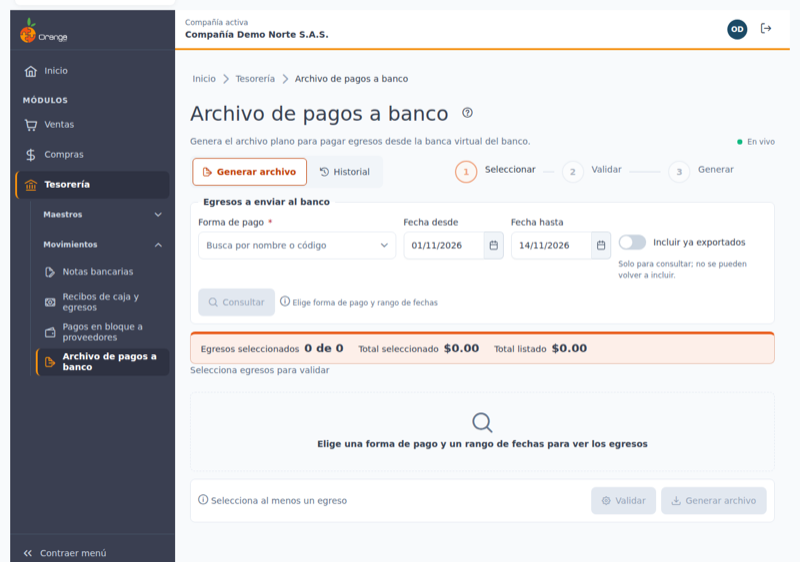 Orange
Compañía activa
Compañía Demo Norte S.A.S.
OD
Inicio
MÓDULOS
Ventas
Compras
Tesorería
Maestros
Movimientos
Notas bancarias
Recibos de caja y
egresos
Pagos en bloque a
proveedores
Archivo de pagos a
banco
Contraer menú
Inicio > Tesorería > Archivo de pagos a banco
Archivo de pagos a banco
Genera el archivo plano para pagar egresos desde la banca virtual del banco.
En vivo
Generar archivo
Historial
1 Seleccionar
2 Validar
3 Generar
Egresos a enviar al banco
Forma de pago *
Busca por nombre o código
Fecha desde
01/11/2026
Fecha hasta
14/11/2026
Incluir ya exportados
Solo para consultar; no se pueden
volver a incluir.
Consultar
Elige forma de pago y rango de fechas
Egresos seleccionados 0 de 0 Total seleccionado $0.00 Total listado $0.00
Selecciona egresos para validar
Elige una forma de pago y un rango de fechas para ver los egresos
Selecciona al menos un egreso
Validar
Generar archivo